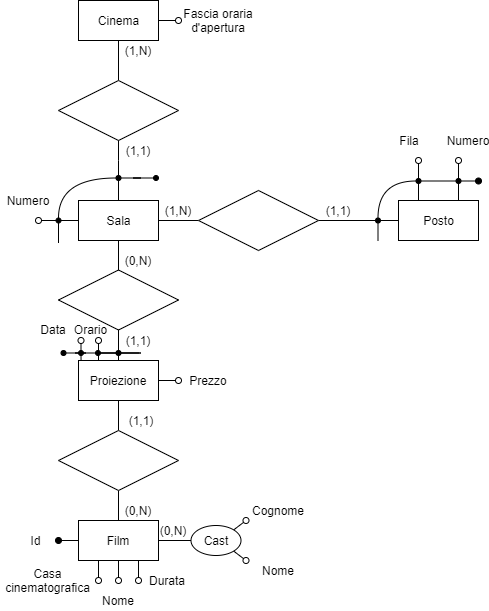 Cinema
Fascia oraria
d'apertura
(1,N)
(1,1)
Fila
Numero
Numero
Sala
(1,N)
(1,1)
Posto
(0,N)
Data
Orario
(1,1)
Proiezione
Prezzo
(1,1)
(0,N)
Cognome
Id
Film
(0,N)
Cast
Nome
Casa
cinematografica
Durata
Nome